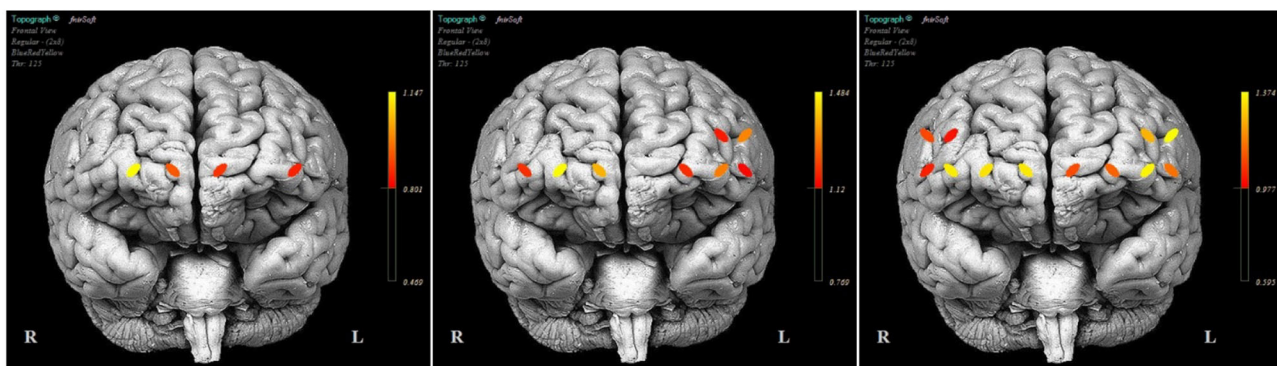 Topograph ® fnirSoft
Frontal View
Regular - (2x8)
BlueRedYellow
Thr: 125
1.147
0.801
0.469
R L
Topograph ® fnirSoft
Frontal View
Regular - (2x8)
BlueRedYellow
Thr: 125
1.484
1.12
0.769
R L
Topograph ® fnirSoft
Frontal View
Regular - (2x8)
BlueRedYellow
Thr: 125
1.374
0.977
0.595
R L